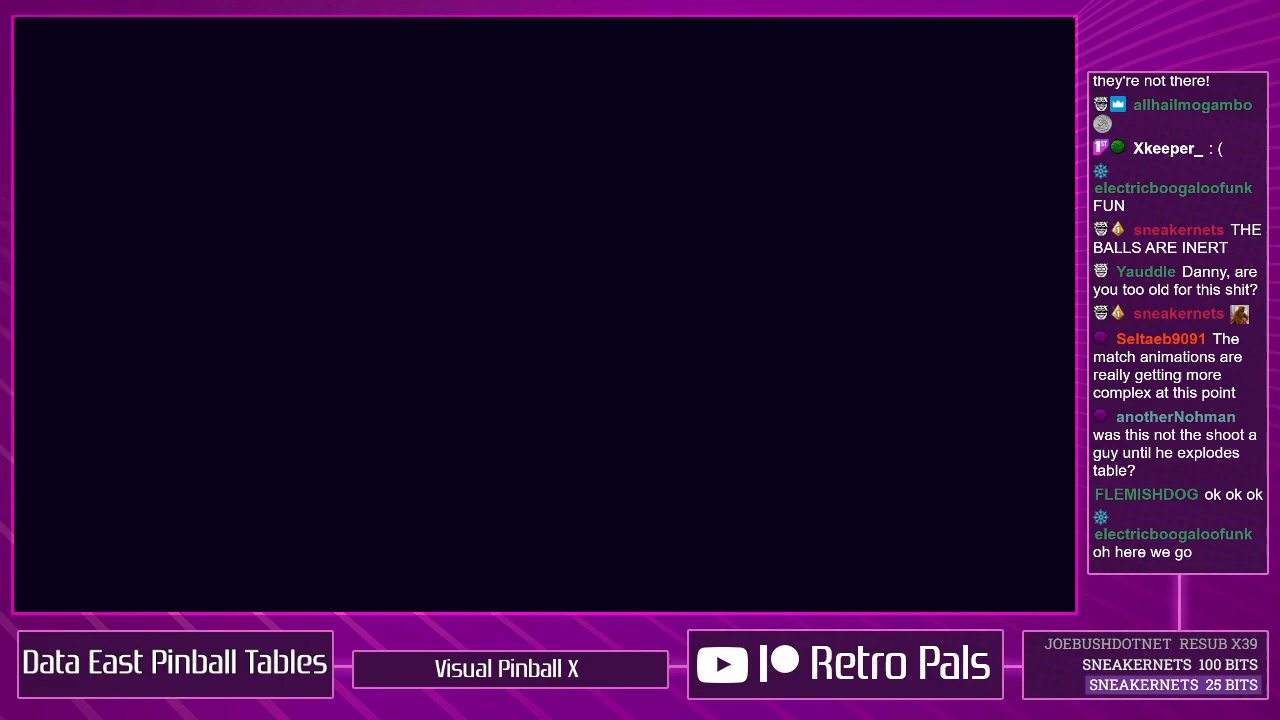 they're not there!
allhailmogambo
Xkeeper_ : (
electricboogaloofunk
FUN
sneakernets THE
BALLS ARE INERT
Yauddle Danny, are
you too old for this shit?
sneakernets
Seltaeb9091 The
match animations are
really getting more
complex at this point
anotherNohman
was this not the shoot a
guy until he explodes
table?
FLEMISHDOG ok ok ok
electricboogaloofunk
oh here we go
Data East Pinball Tables
Visual Pinball X
Retro Pals
JOEBUSHDOTNET RESUB X39
SNEAKERNETS 100 BITS
SNEAKERNETS 25 BITS